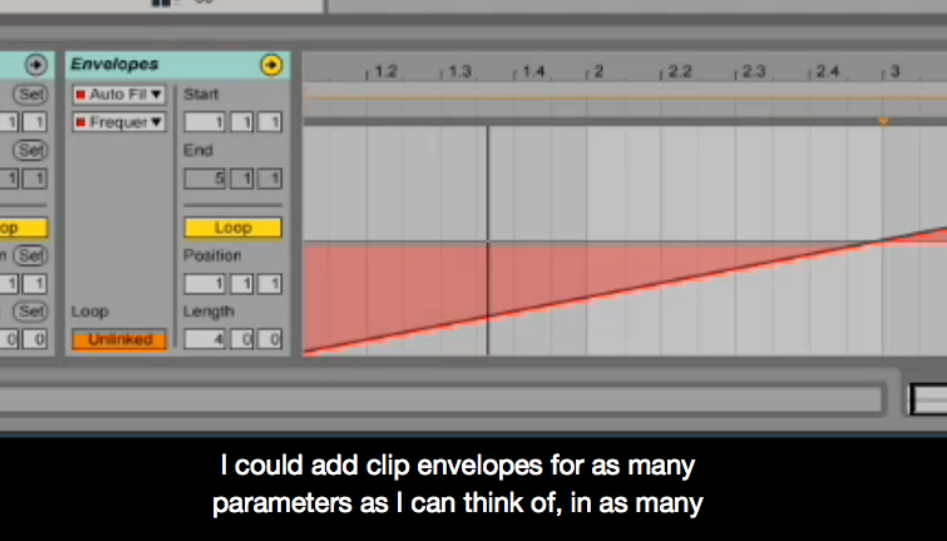 Envelopes
1.2 1.3 1.4 2 2.2 2.3 2.4 3
Set Auto Fil Start
1 1 Frequer 1 1 1
Set End
1 1 5 1 1
op Loop
n Set Position
1 1 1 1 1
Set Loop Length
0 0 Unlinked 4 0 0
I could add clip envelopes for as many
parameters as I can think of, in as many